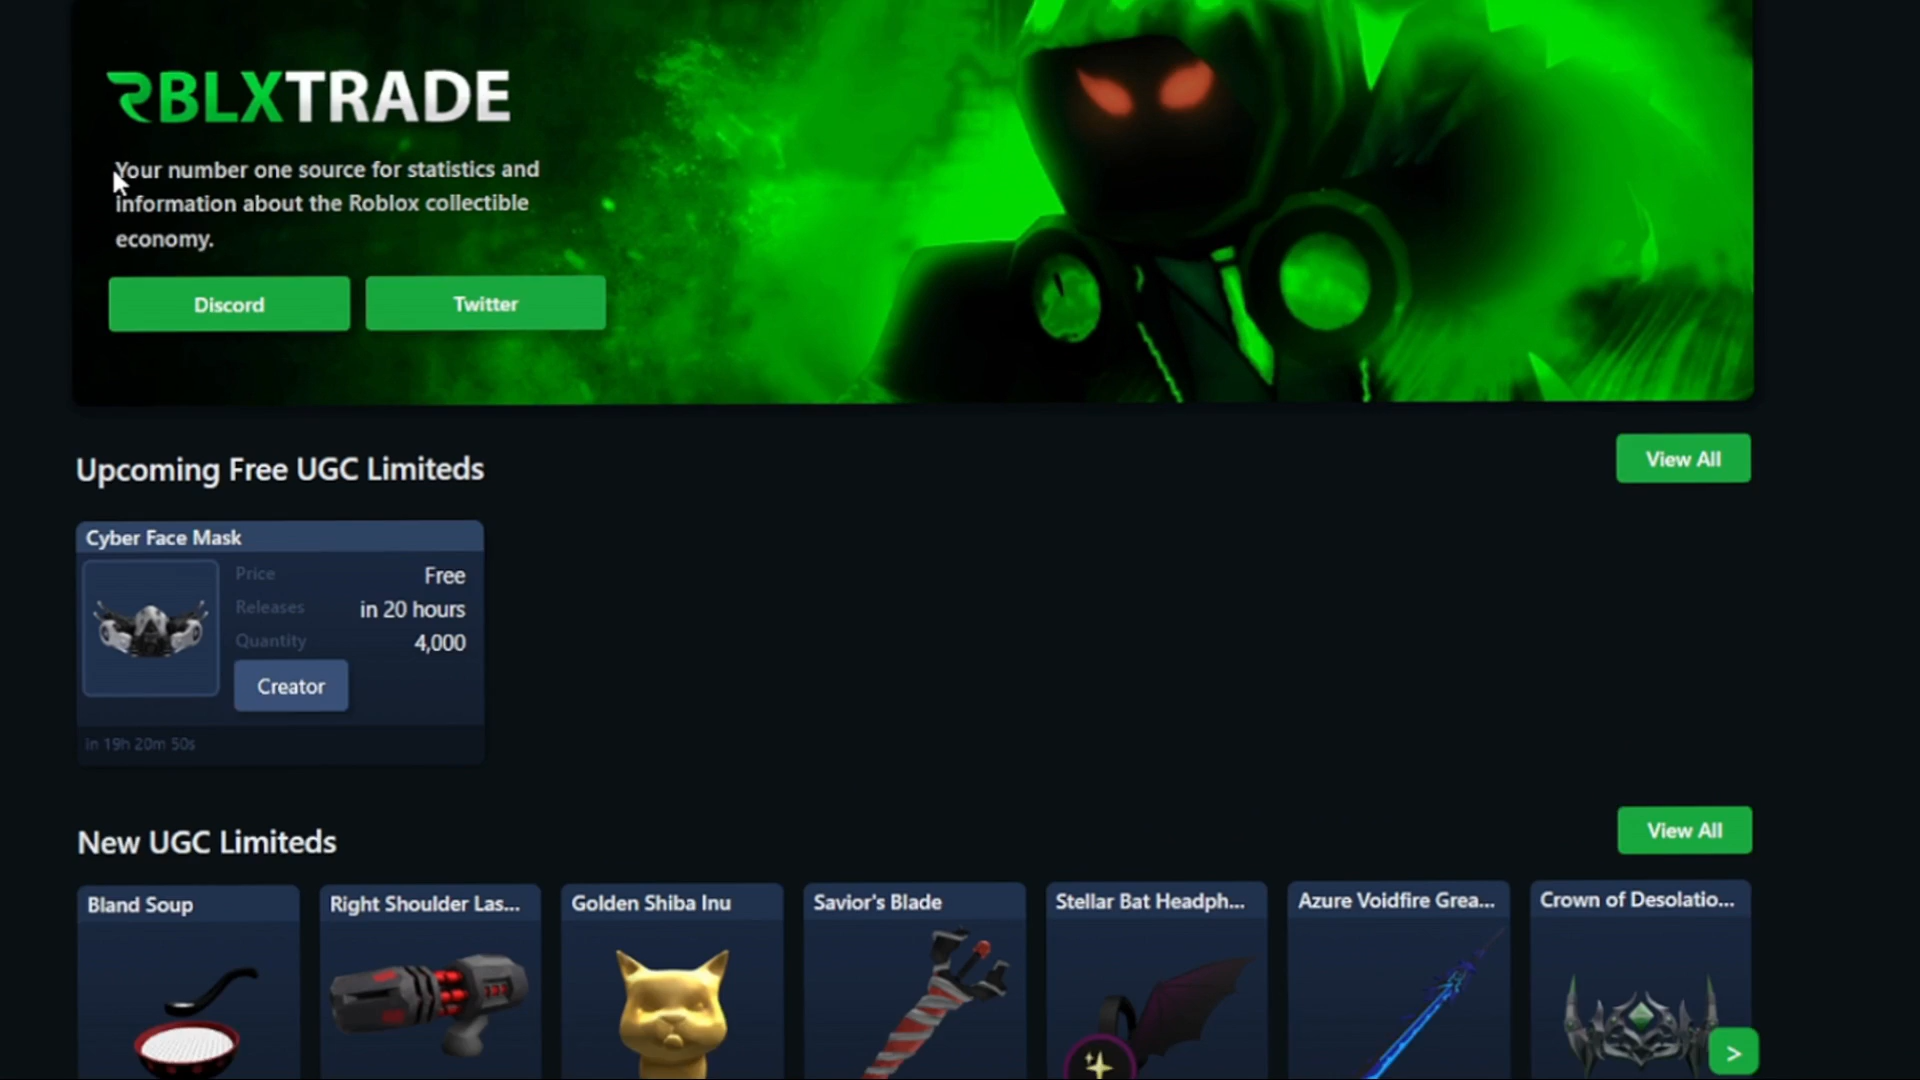 RBLXTRADE
Your number one source for statistics and
information about the Roblox collectible
economy.
Discord
Twitter
Upcoming Free UGC Limiteds
View All
Cyber Face Mask
Price
Free
Releases
in 20 hours
Quantity
4,000
Creator
in 19h 20m 50s
New UGC Limiteds
View All
Bland Soup
Right Shoulder Las...
Golden Shiba Inu
Savior's Blade
Stellar Bat Headph...
Azure Voidfire Grea...
Crown of Desolatio...
>